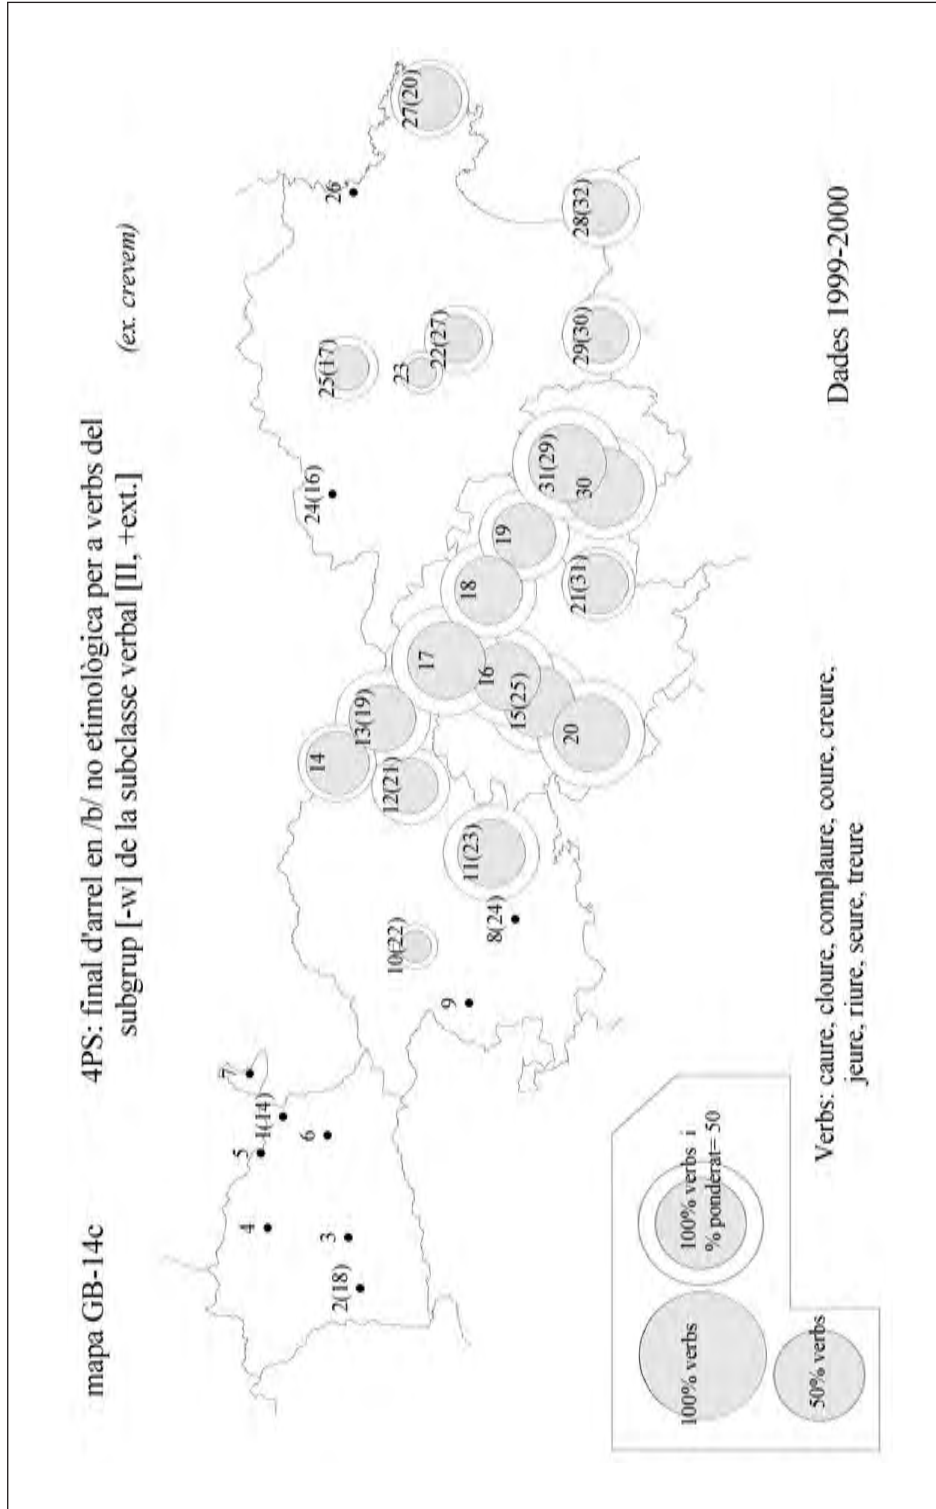 mapa GB-14c
4PS: final d'arrel en /b/ no etimològica per a verbs del
subgrup [-w] de la subclasse verbal [II, +ext.]
(ex. crevem)
7
5
1(14)
4
6
3
2(18)
14
13(19)
12(21)
10(22)
11(23)
8(24)
9
17
16
15(25)
20
18
19
24(16)
25(17)
23
22(27)
26
27(20)
31(29)
30
21(31)
29(30)
28(32)
100% verbs
50% verbs
100% verbs i
% ponderat= 50
Verbs: caure, cloure, complaure, coure, creure,
jeure, riure, seure, treure
Dades 1999-2000